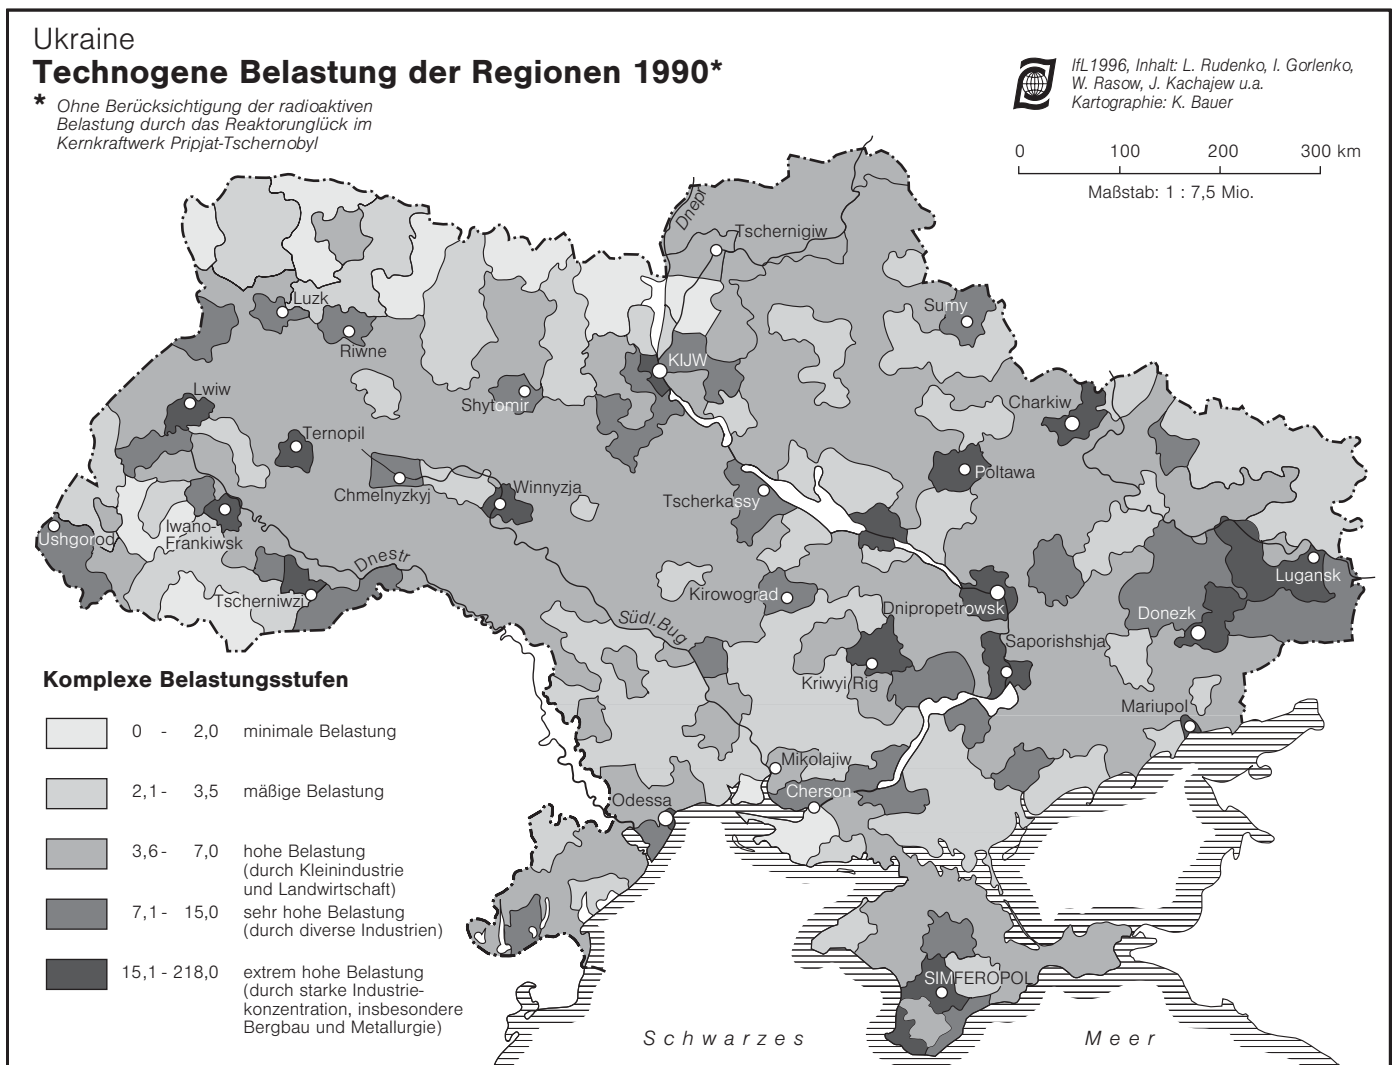 Ukraine
Technogene Belastung der Regionen 1990*
* Ohne Berücksichtigung der radioaktiven
Belastung durch das Reaktorunglück im
Kernkraftwerk Pripjat-Tschernobyl
IfL1996, Inhalt: L. Rudenko, I. Gorlenko,
W. Rasow, J. Kachajew u.a.
Kartographie: K. Bauer
0 100 200 300 km
Maßstab: 1 : 7,5 Mio.
Dnepr
Tschernigiw
Luzk
Sumy
Riwne
KIJW
Lwiw
Shytomir
Charkiw
Ternopil
Poltawa
Chmelnyzkyj
Winnyzja
Tscherkassy
Iwano-
Frankiwsk
Ushgorod
Dnestr
Lugansk
Tscherniwzi
Kirowograd
Dnipropetrowsk
Donezk
Südl.Bug
Saporishshja
Kriwyi Rig
Mariupol
Mikolajiw
Cherson
Odessa
SIMFEROPOL
Schwarzes Meer
Komplexe Belastungsstufen
0 - 2,0 minimale Belastung
2,1- 3,5 mäßige Belastung
3,6- 7,0 hohe Belastung
(durch Kleinindustrie
und Landwirtschaft)
7,1- 15,0 sehr hohe Belastung
(durch diverse Industrien)
15,1-218,0 extrem hohe Belastung
(durch starke Industrie-
konzentration, insbesondere
Bergbau und Metallurgie)